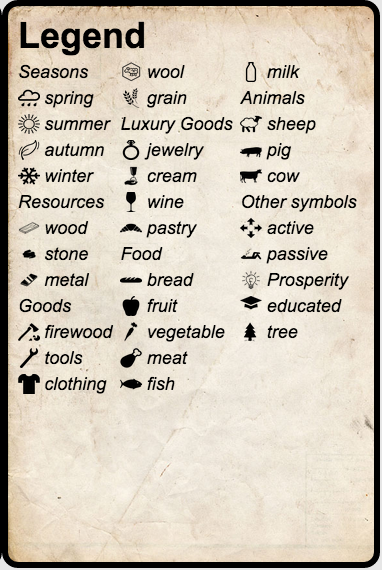 Legend
Seasons
spring
summer
autumn
winter
Resources
wood
stone
metal
Goods
firewood
tools
clothing
wool
grain
Luxury Goods
jewelry
cream
wine
pastry
Food
bread
fruit
vegetable
meat
fish
milk
Animals
sheep
pig
cow
Other symbols
active
passive
Prosperity
educated
tree